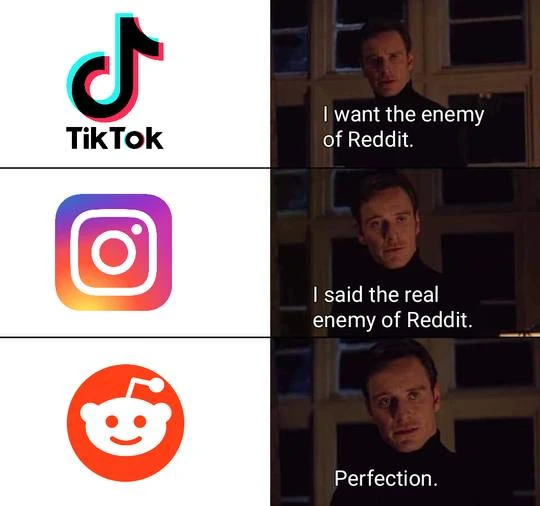 TikTok
I want the enemy
of Reddit.
I said the real
enemy of Reddit.
Perfection.